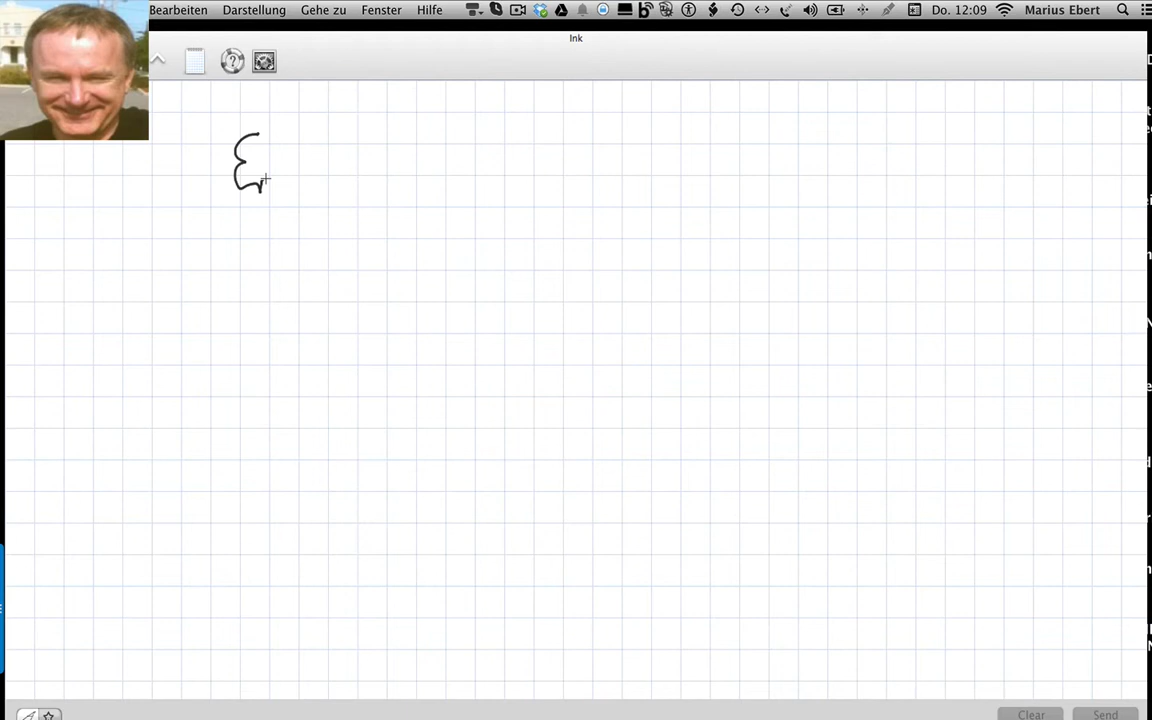 Bearbeiten Darstellung Gehe zu Fenster Hilfe Do. 12:09 Marius Ebert
Ink
E
Clear Send